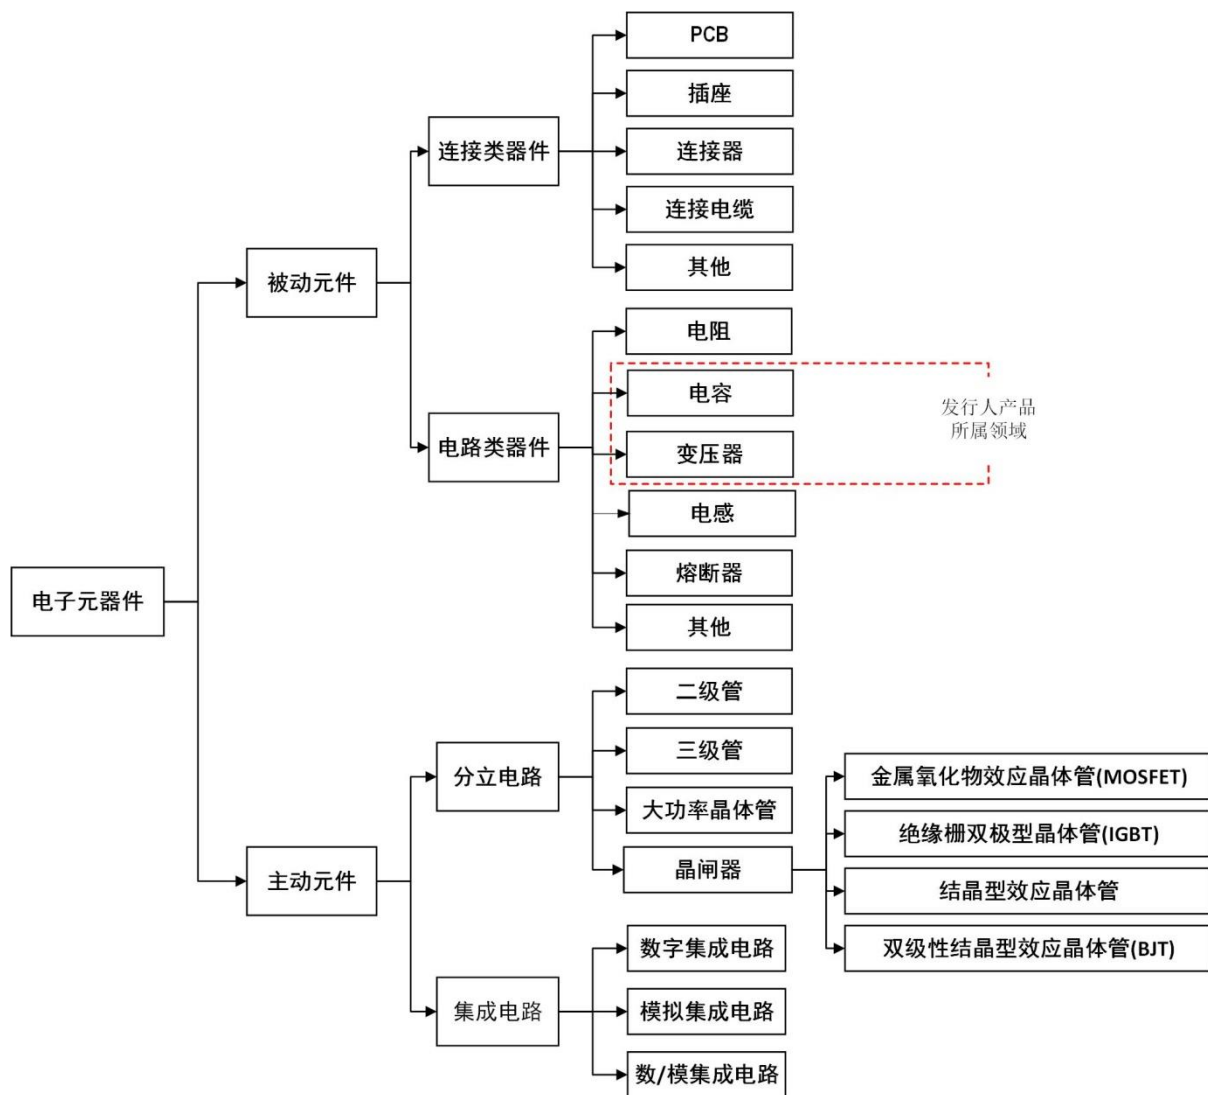 电子元器件
被动元件
连接类器件
PCB
插座
连接器
连接电缆
其他
电路类器件
电阻
电容
变压器
发行人产品
所属领域
电感
熔断器
其他
主动元件
分立电路
二级管
三级管
大功率晶体管
晶闸器
金属氧化物效应晶体管(MOSFET)
绝缘栅双极型晶体管(IGBT)
结晶型效应晶体管
双级性结晶型效应晶体管(BJT)
集成电路
数字集成电路
模拟集成电路
数/模集成电路